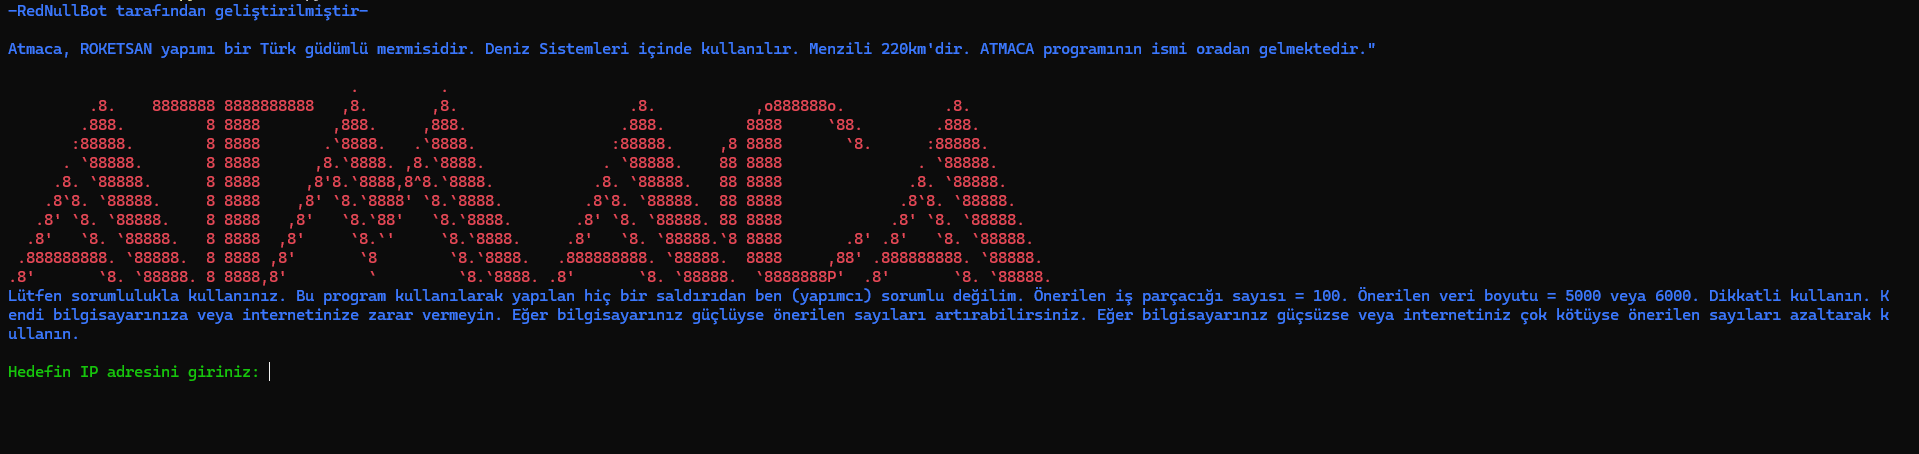 -RedNullBot tarafından geliştirilmiştir-
Atmaca, ROKETSAN yapımı bir Türk güdümlü mermisidir. Deniz Sistemleri içinde kullanılır. Menzili 220km'dir. ATMACA programının ismi oradan gelmektedir."
ATMACA
Lütfen sorumlulukla kullanınız. Bu program kullanılarak yapılan hiç bir saldırıdan ben (yapımcı) sorumlu değilim. Önerilen iş parçacığı sayısı = 100. Önerilen veri boyutu = 5000 veya 6000. Dikkatli kullanın. K
endi bilgisayarınıza veya internetinize zarar vermeyin. Eğer bilgisayarınız güçlüyse önerilen sayıları artırabilirsiniz. Eğer bilgisayarınız güçsüzse veya internetiniz çok kötüyse önerilen sayıları azaltarak k
ullanın.
Hedefin IP adresini giriniz: